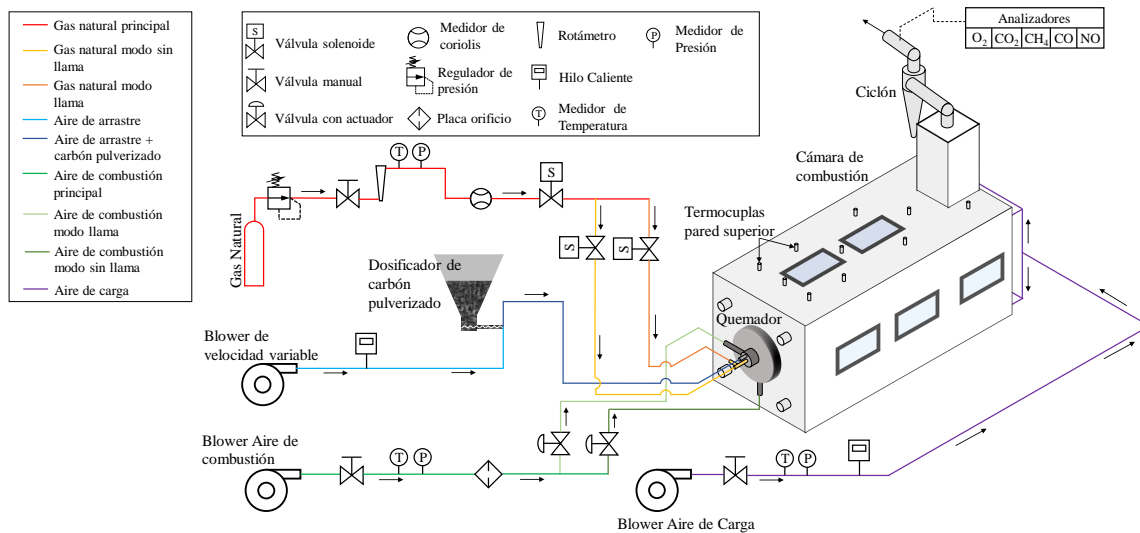 Gas natural principal
Gas natural modo sin
llama
Gas natural modo
llama
Aire de arrastre
Aire de arrastre +
carbón pulverizado
Aire de combustión
principal
Aire de combustión
modo llama
Aire de combustión
modo sin llama
Aire de carga
S
Válvula solenoide
Válvula manual
Válvula con actuador
Medidor de
coriolis
Regulador de
presión
Placa orificio
Rotámetro
Hilo Caliente
T
Medidor de
Temperatura
P
Medidor de
Presión
Analizadores
O2 CO2 CH4 CO NO
Ciclón
Cámara de
combustión
Termocuplas
pared superior
Quemador
T P
S
S
S
Gas Natural
Dosificador de
carbón
pulverizado
Blower de
velocidad variable
Blower Aire de
combustión
T P
Blower Aire de Carga
T P